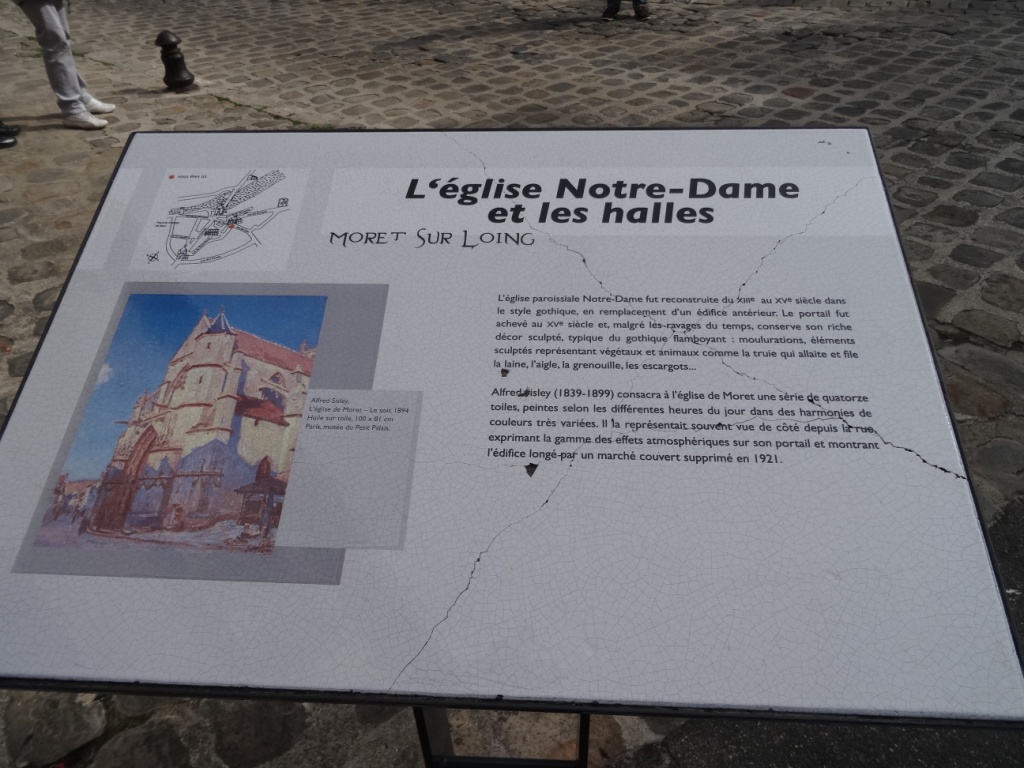 vous êtes ici
L'église Notre-Dame
et les halles
MORET SUR LOING
L'église paroissiale Notre-Dame fut reconstruite du XIIIe au XVe siècle dans
le style gothique, en remplacement d'un édifice antérieur. Le portail fut
achevé au XVe siècle et, malgré les ravages du temps, conserve son riche
décor sculpté, typique du gothique flamboyant : moulurations, éléments
sculptés représentant végétaux et animaux comme la truie qui allaite et file
la laine, l'aigle, la grenouille, les escargots...
Alfred Sisley (1839-1899) consacra à l'église de Moret une série de quatorze
toiles, peintes selon les différentes heures du jour dans des harmonies de
couleurs très variées. Il la représentait souvent vue de côté depuis la rue,
exprimant la gamme des effets atmosphériques sur son portail et montrant
l'édifice longé par un marché couvert supprimé en 1921.
Alfred Sisley,
L'église de Moret – Le soir, 1894
Huile sur toile, 100 x 81 cm
Paris, musée du Petit Palais.